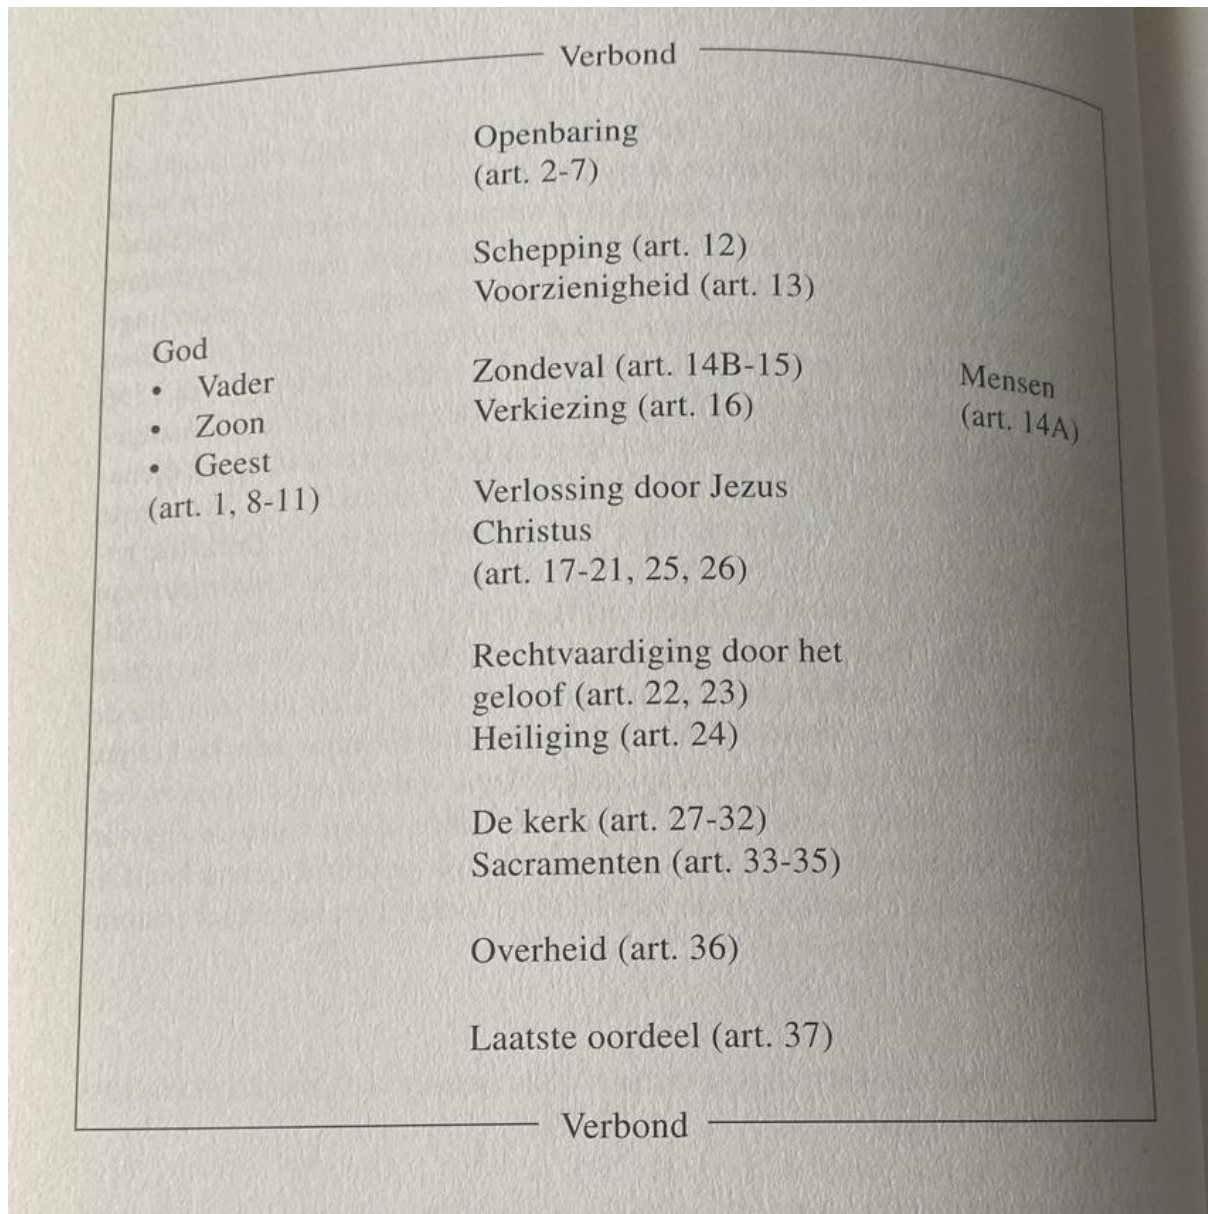 Verbond
Openbaring
(art. 2-7)
Schepping (art. 12)
Voorzienigheid (art. 13)
God
• Vader
• Zoon
• Geest
(art. 1, 8-11)
Zondeval (art. 14B-15)
Verkiezing (art. 16)
Verlossing door Jezus
Christus
(art. 17-21, 25, 26)
Rechtvaardiging door het
geloof (art. 22, 23)
Heiliging (art. 24)
De kerk (art. 27-32)
Sacramenten (art. 33-35)
Overheid (art. 36)
Laatste oordeel (art. 37)
Mensen
(art. 14A)
Verbond